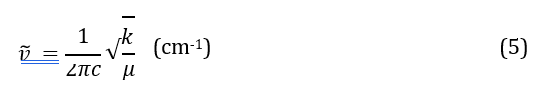 ṽ = 1/2πc √k/μ (cm-1) (5)